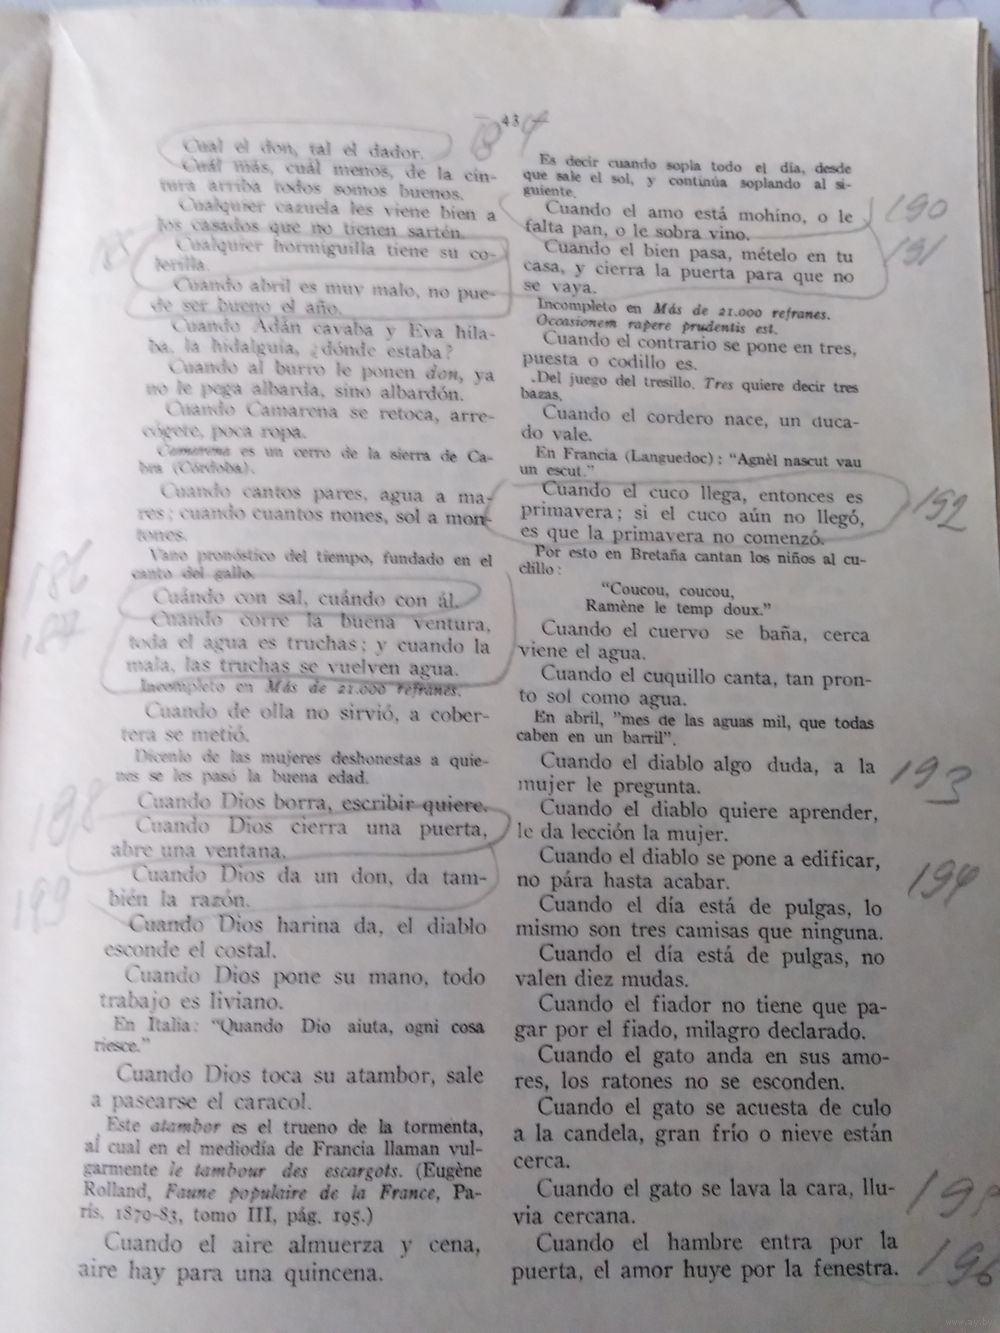 — 43 —
184
Cual el don, tal el dador.
Cuál más, cuál menos, de la cin-
tura arriba todos somos buenos.
Cualquier cazuela les viene bien a
los casados que no tienen sartén.
Cualquier hormiguilla tiene su co-
lerilla.
185
Cuando abril es muy malo, no pue-
de ser bueno el año.
Cuando Adán cavaba y Eva hila-
ba, la hidalguía, ¿dónde estaba?
Cuando al burro le ponen don, ya
no le pega albarda, sino albardón.
Cuando Camarena se retoca, arre-
cógete, poca ropa.
Camarena es un cerro de la sierra de Ca-
bra (Córdoba).
Cuando cantos pares, agua a ma-
res; cuando cuantos nones, sol a mon-
tones.
Vano pronóstico del tiempo, fundado en el
canto del gallo.
186
Cuándo con sal, cuándo con ál.
187
Cuando corre la buena ventura,
toda el agua es truchas; y cuando la
mala, las truchas se vuelven agua.
Incompleto en Más de 21.000 refranes.
Cuando de olla no sirvió, a cober-
tera se metió.
Dícenlo de las mujeres deshonestas a quie-
nes se les pasó la buena edad.
198
Cuando Dios borra, escribir quiere.
Cuando Dios cierra una puerta,
abre una ventana.
199
Cuando Dios da un don, da tam-
bién la razón.
Cuando Dios harina da, el diablo
esconde el costal.
Cuando Dios pone su mano, todo
trabajo es liviano.
En Italia: “Quando Dio aiuta, ogni cosa
riesce.”
Cuando Dios toca su atambor, sale
a pasearse el caracol.
Este atambor es el trueno de la tormenta,
al cual en el mediodía de Francia llaman vul-
garmente le tambour des escargots. (Eugène
Rolland, Faune populaire de la France, Pa-
rís, 1879-83, tomo III, pág. 195.)
Cuando el aire almuerza y cena,
aire hay para una quincena.
Es decir cuando sopla todo el día, desde
que sale el sol, y continúa soplando al si-
guiente.
Cuando el amo está mohino, o le
falta pan, o le sobra vino.
190
Cuando el bien pasa, mételo en tu
casa, y cierra la puerta para que no
se vaya.
191
Incompleto en Más de 21.000 refranes.
Occasionem rapere prudentis est.
Cuando el contrario se pone en tres,
puesta o codillo es.
Del juego del tresillo. Tres quiere decir tres
bazas.
Cuando el cordero nace, un duca-
do vale.
En Francia (Languedoc): “Agnèl nascut vau
un escut.”
Cuando el cuco llega, entonces es
primavera; si el cuco aún no llegó,
es que la primavera no comenzó.
192
Por esto en Bretaña cantan los niños al cu-
clillo:
“Coucou, coucou,
Ramène le temp doux.”
Cuando el cuervo se baña, cerca
viene el agua.
Cuando el cuquillo canta, tan pron-
to sol como agua.
En abril, ”mes de las aguas mil, que todas
caben en un barril”.
Cuando el diablo algo duda, a la
mujer le pregunta.
193
Cuando el diablo quiere aprender,
le da lección la mujer.
Cuando el diablo se pone a edificar,
no pára hasta acabar.
194
Cuando el día está de pulgas, lo
mismo son tres camisas que ninguna.
Cuando el día está de pulgas, no
valen diez mudas.
Cuando el fiador no tiene que pa-
gar por el fiado, milagro declarado.
Cuando el gato anda en sus amo-
res, los ratones no se esconden.
Cuando el gato se acuesta de culo
a la candela, gran frío o nieve están
cerca.
Cuando el gato se lava la cara, llu-
via cercana.
195
Cuando el hambre entra por la
puerta, el amor huye por la fenestra.
196
www.ay.by